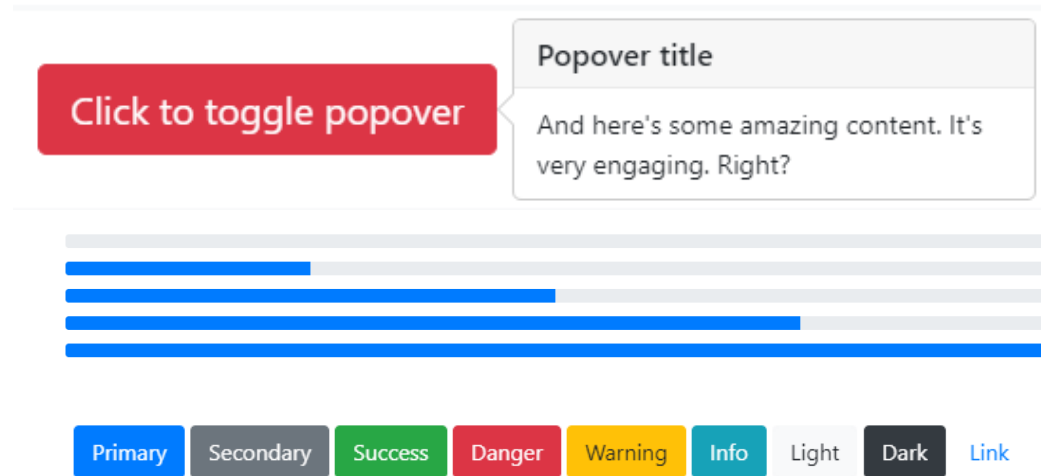 Click to toggle popover
Popover title
And here's some amazing content. It's
very engaging. Right?
Primary Secondary Success Danger Warning Info Light Dark Link